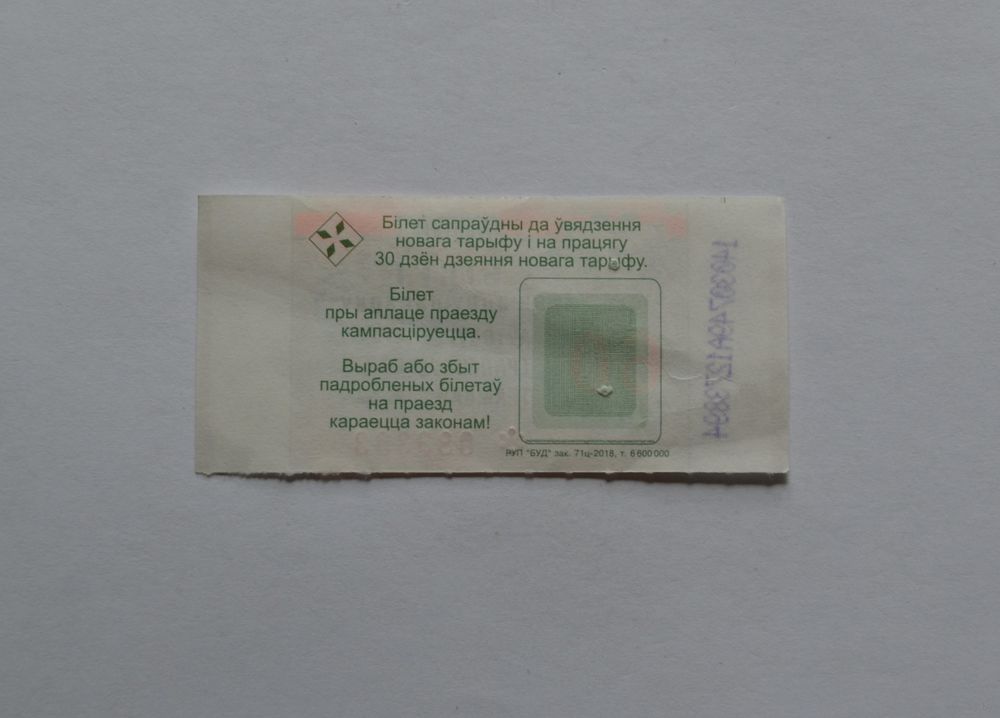 Білет сапраўдны да ўвядзення
новага тарыфу і на працягу
30 дзён дзеяння новага тарыфу.
Білет
пры аплаце праезду
кампасціруецца.
Выраб або збыт
падробленых білетаў
на праезд
караецца законам!
РУП "БУД" зак. 71ц-2018, т. 6 600 000